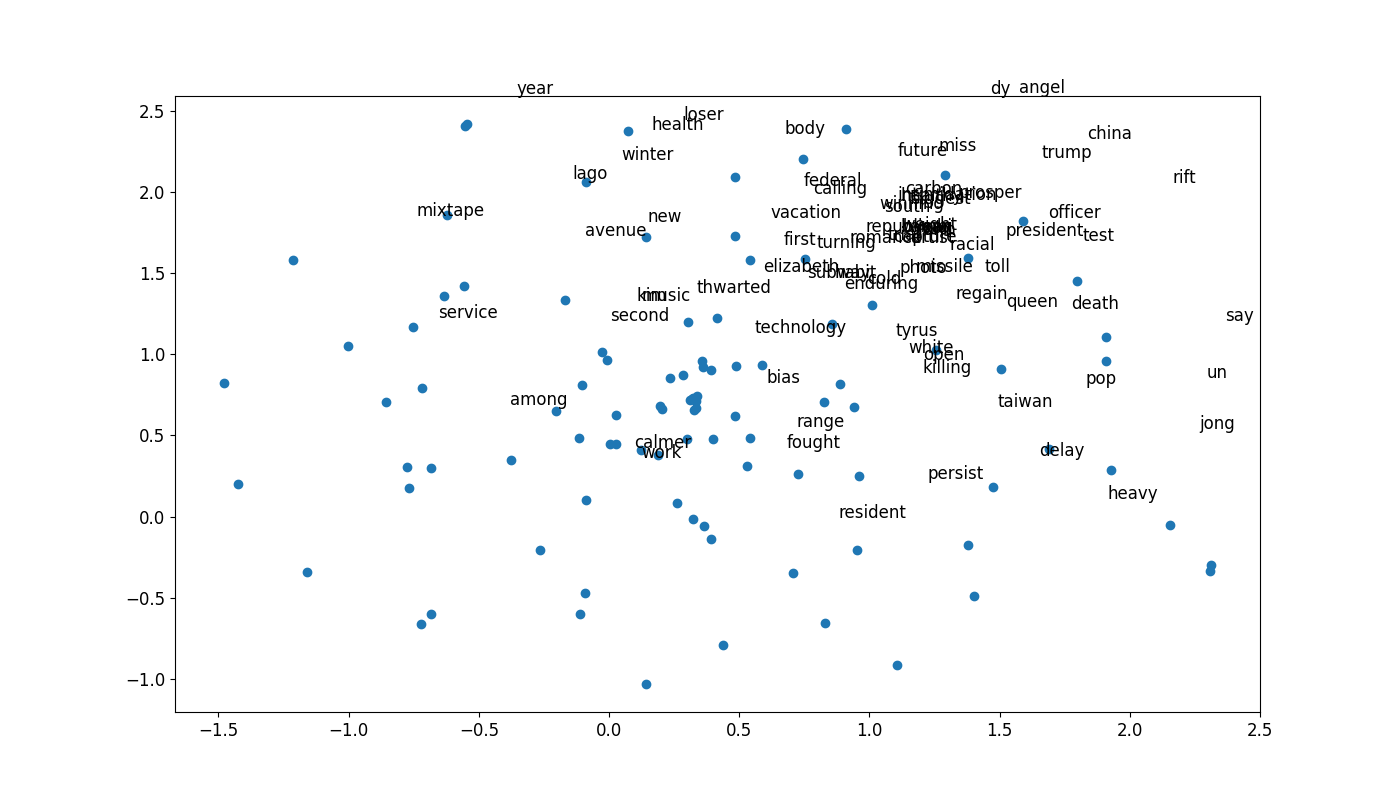 year
dy
angel
2.5
loser
health
body
china
winter
future
miss
trump
lago
federal
calling
rift
2.0
carbon
prosper
mixtape
new
vacation
south
officer
avenue
first
turning
president
test
racial
1.5
elizabeth
subway
cold
photo
missile
toll
enduring
thwarted
kim
music
regain
queen
death
service
second
technology
tyrus
say
1.0
white
open
killing
bias
pop
un
among
taiwan
0.5
range
fought
jong
calmer
work
delay
persist
heavy
0.0
resident
−0.5
−1.0
−1.5
−1.0
−0.5
0.0
0.5
1.0
1.5
2.0
2.5